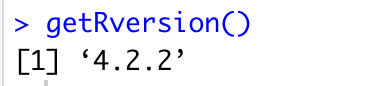 > getRversion()
[1] ‘4.2.2’